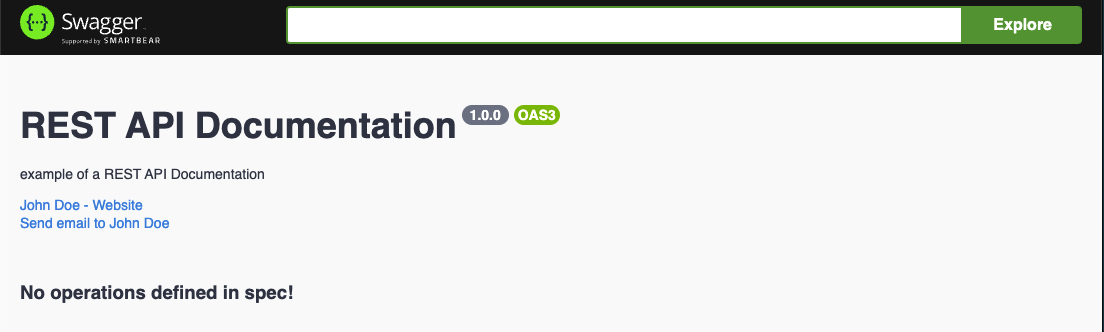 Swagger
Supported by SMARTBEAR
Explore
REST API Documentation 1.0.0 OAS3
example of a REST API Documentation
John Doe - Website
Send email to John Doe
No operations defined in spec!